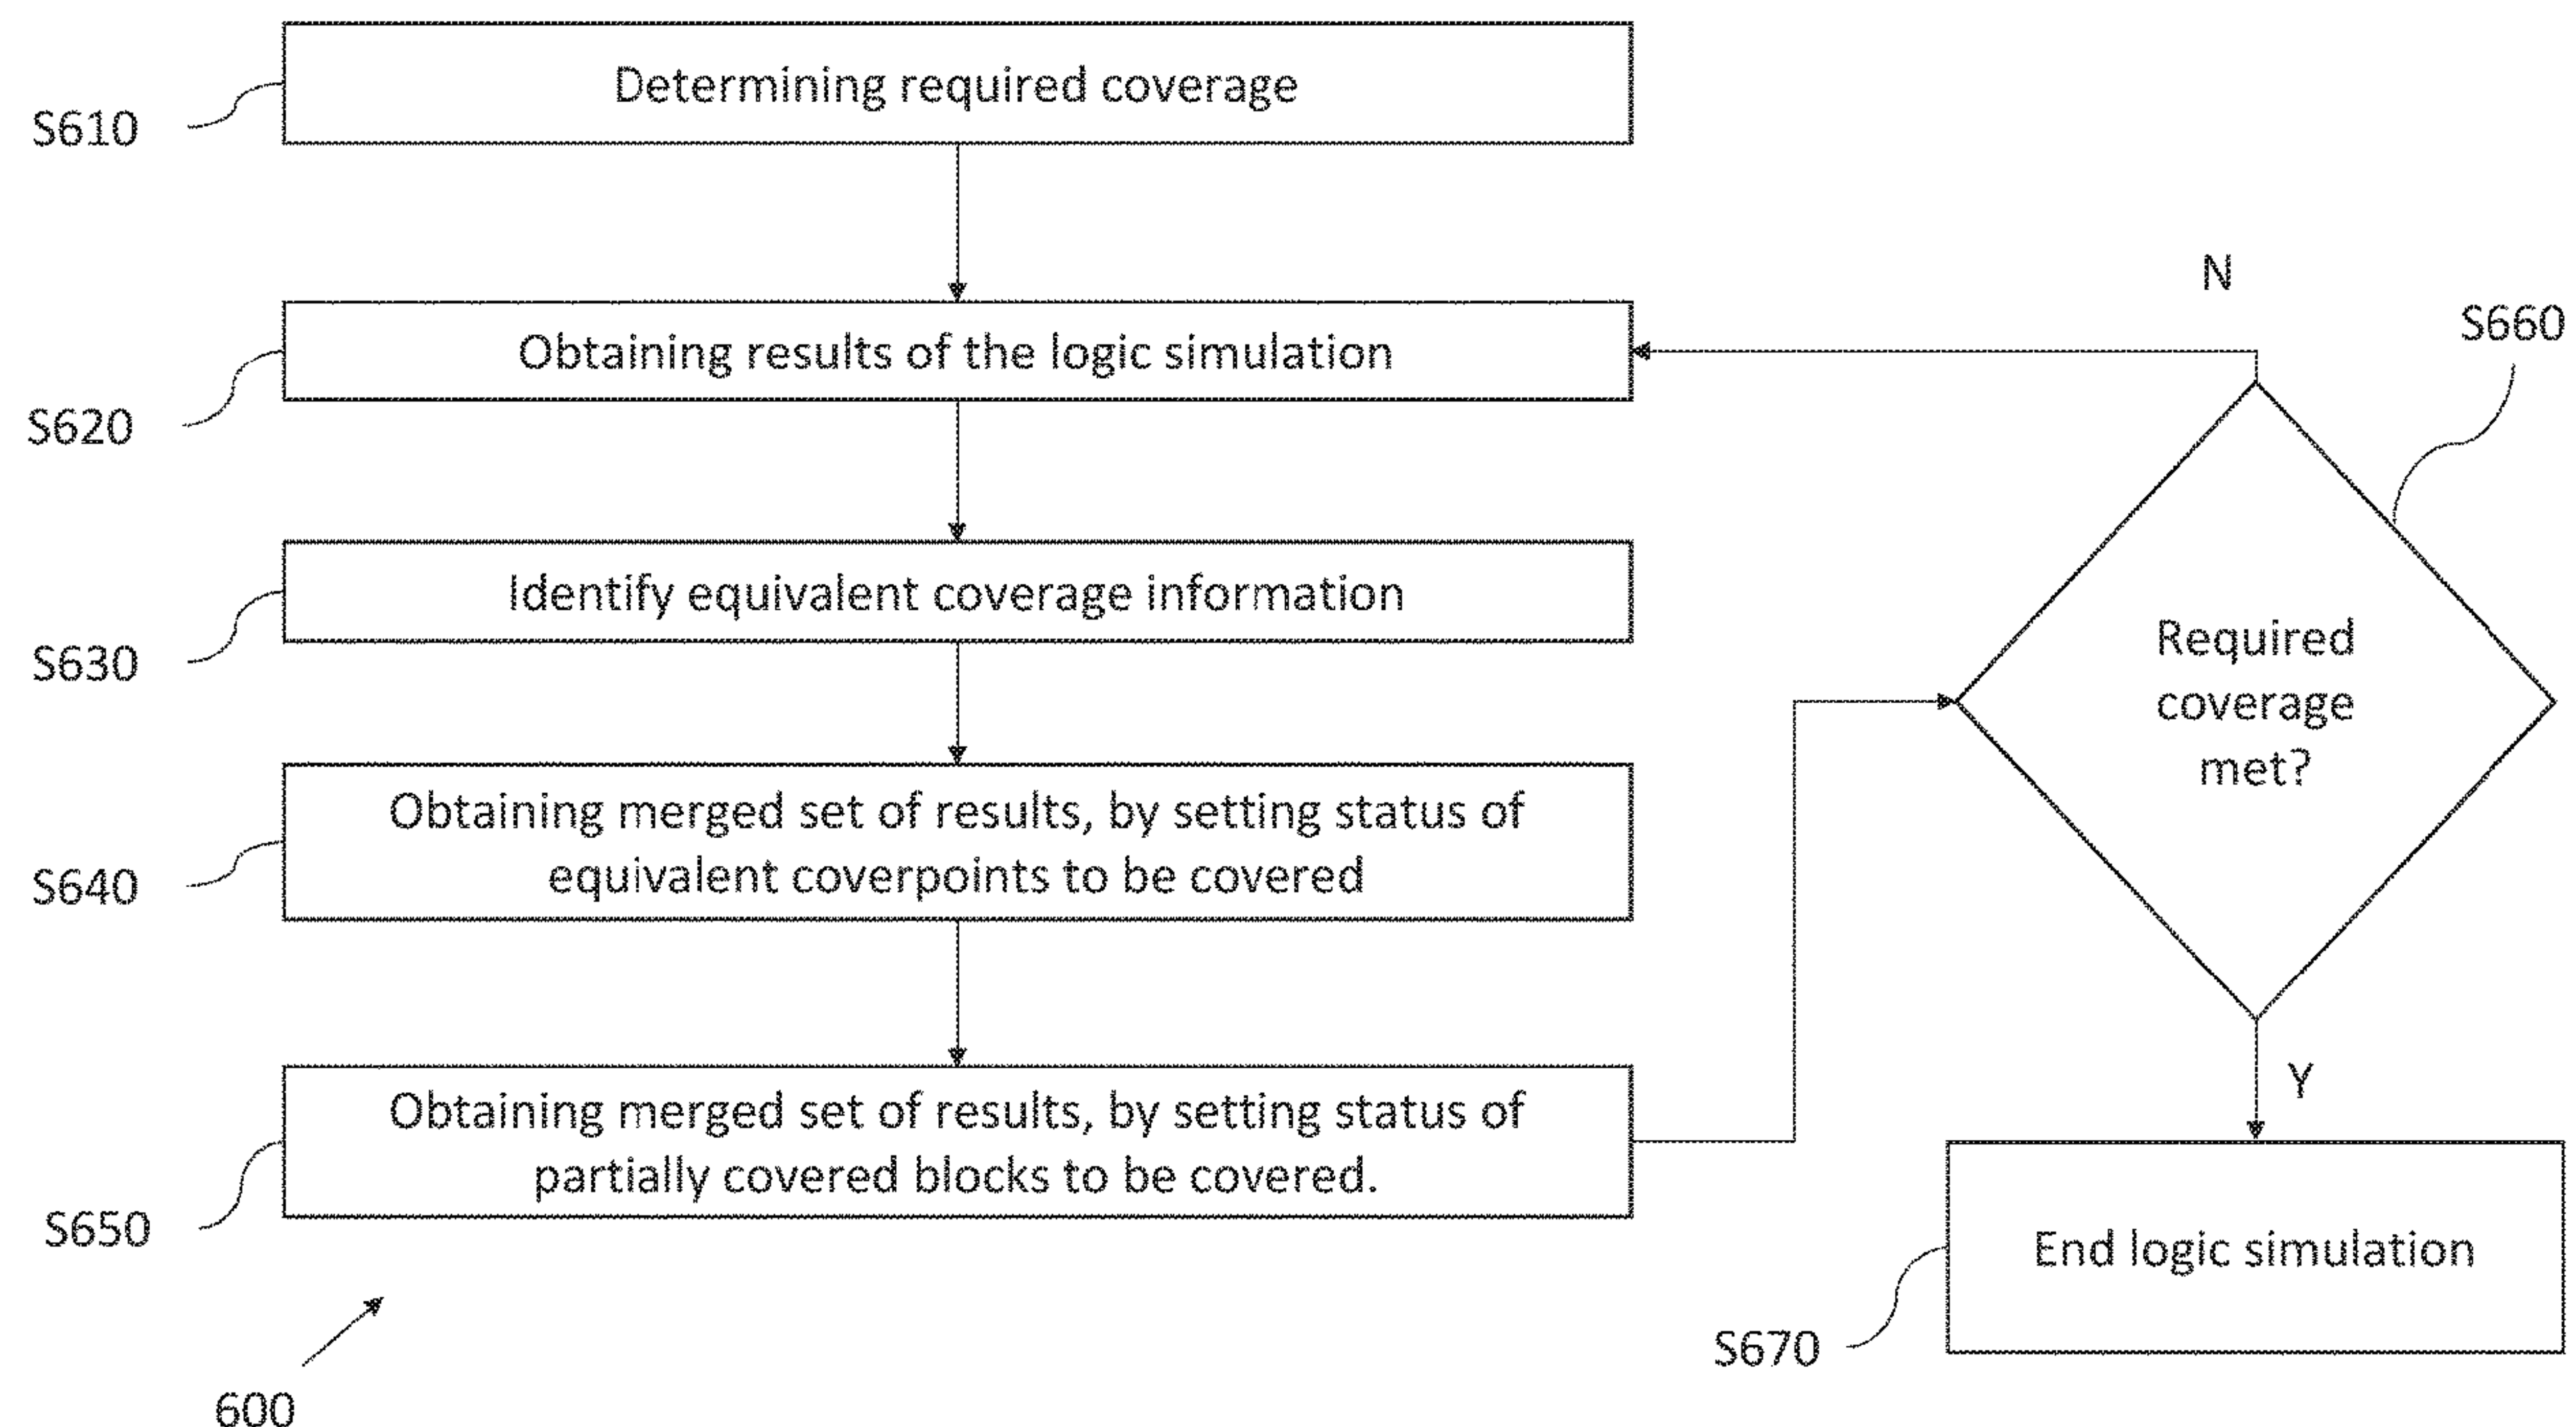 Determining required coverage
S610
Obtaining results of the logic simulation
S620
N
S660
Identify equivalent coverage information
S630
Required
coverage
met?
Obtaining merged set of results, by setting status of
equivalent coverpoints to be covered
S640
Obtaining merged set of results, by setting status of
partially covered blocks to be covered.
S650
Y
End logic simulation
S670
600